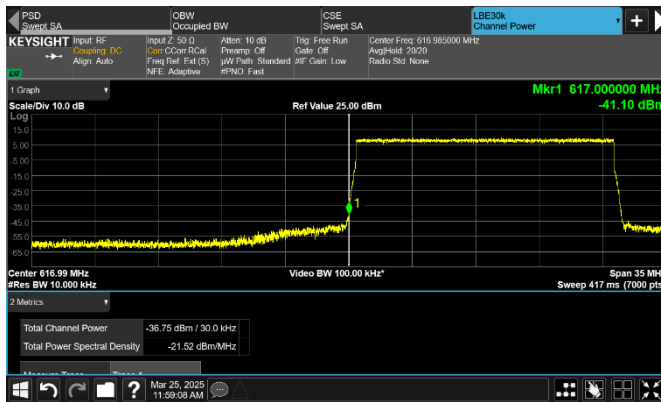 PSD
Swept SA
OBW
Occupied BW
CSE
Swept SA
LBE30k
Channel Power
KEYSIGHT
Input: RF
Coupling: DC
Align: Auto
Input Z: 50 Ω
Corr CCorr RCal
Freq Ref: Ext (S)
NFE: Adaptive
Atten: 10 dB
Preamp: Off
µW Path: Standard
#PNO: Fast
Trig: Free Run
Gate: Off
#IF Gain: Low
Center Freq: 616.985000 MHz
Avg|Hold: 20/20
Radio Std: None
1 Graph
Mkr1 617.000000 MHz
Scale/Div 10.0 dB
Ref Value 25.00 dBm
-41.10 dBm
Log
15.0
5.00
-5.00
-15.0
-25.0
-35.0
-45.0
-55.0
-65.0
1
Center 616.99 MHz
Video BW 100.00 kHz*
Span 35 MH
#Res BW 10.000 kHz
Sweep 417 ms (7000 pts
2 Metrics
Total Channel Power
-36.75 dBm / 30.0 kHz
Total Power Spectral Density
-21.52 dBm/MHz
Measure Trace
Trace 1
Mar 25, 2025
11:59:08 AM